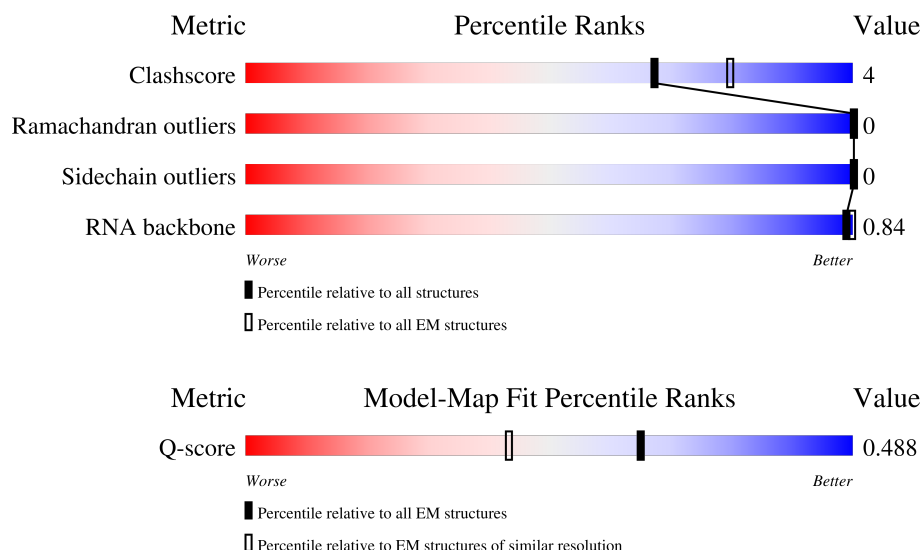 Metric Percentile Ranks Value
Clashscore 4
Ramachandran outliers 0
Sidechain outliers 0
RNA backbone 0.84
Worse Better
Percentile relative to all structures
Percentile relative to all EM structures
Metric Model-Map Fit Percentile Ranks Value
Q-score 0.488
Worse Better
Percentile relative to all EM structures
Percentile relative to EM structures of similar resolution